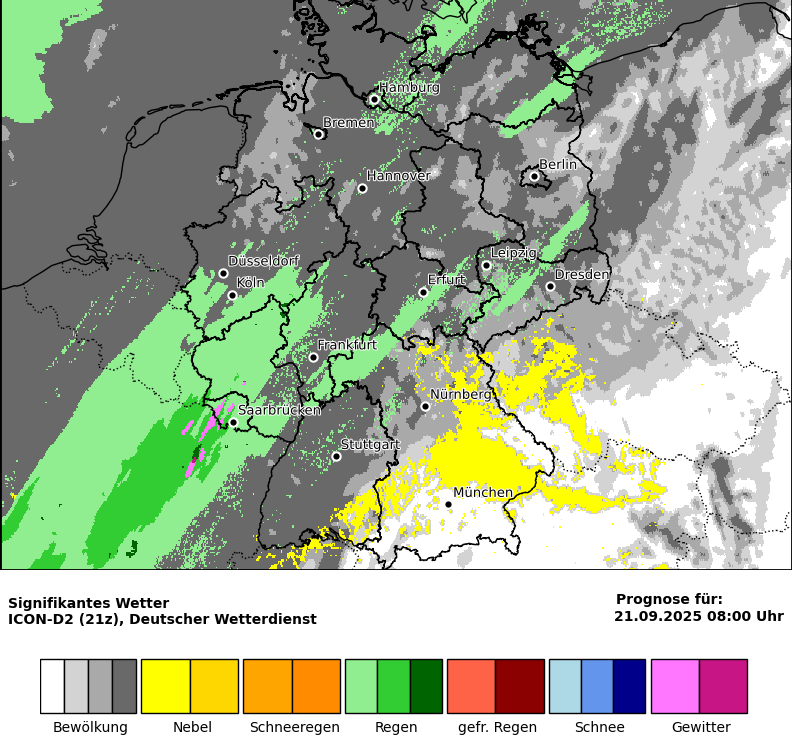 Hamburg
Bremen
Berlin
Hannover
Leipzig
Düsseldorf
Dresden
Köln
Erfurt
Frankfurt
Nürnberg
Saarbrücken
Stuttgart
München
Signifikantes Wetter
ICON-D2 (21z), Deutscher Wetterdienst
Prognose für:
21.09.2025 08:00 Uhr
Bewölkung
Nebel
Schneeregen
Regen
gefr. Regen
Schnee
Gewitter